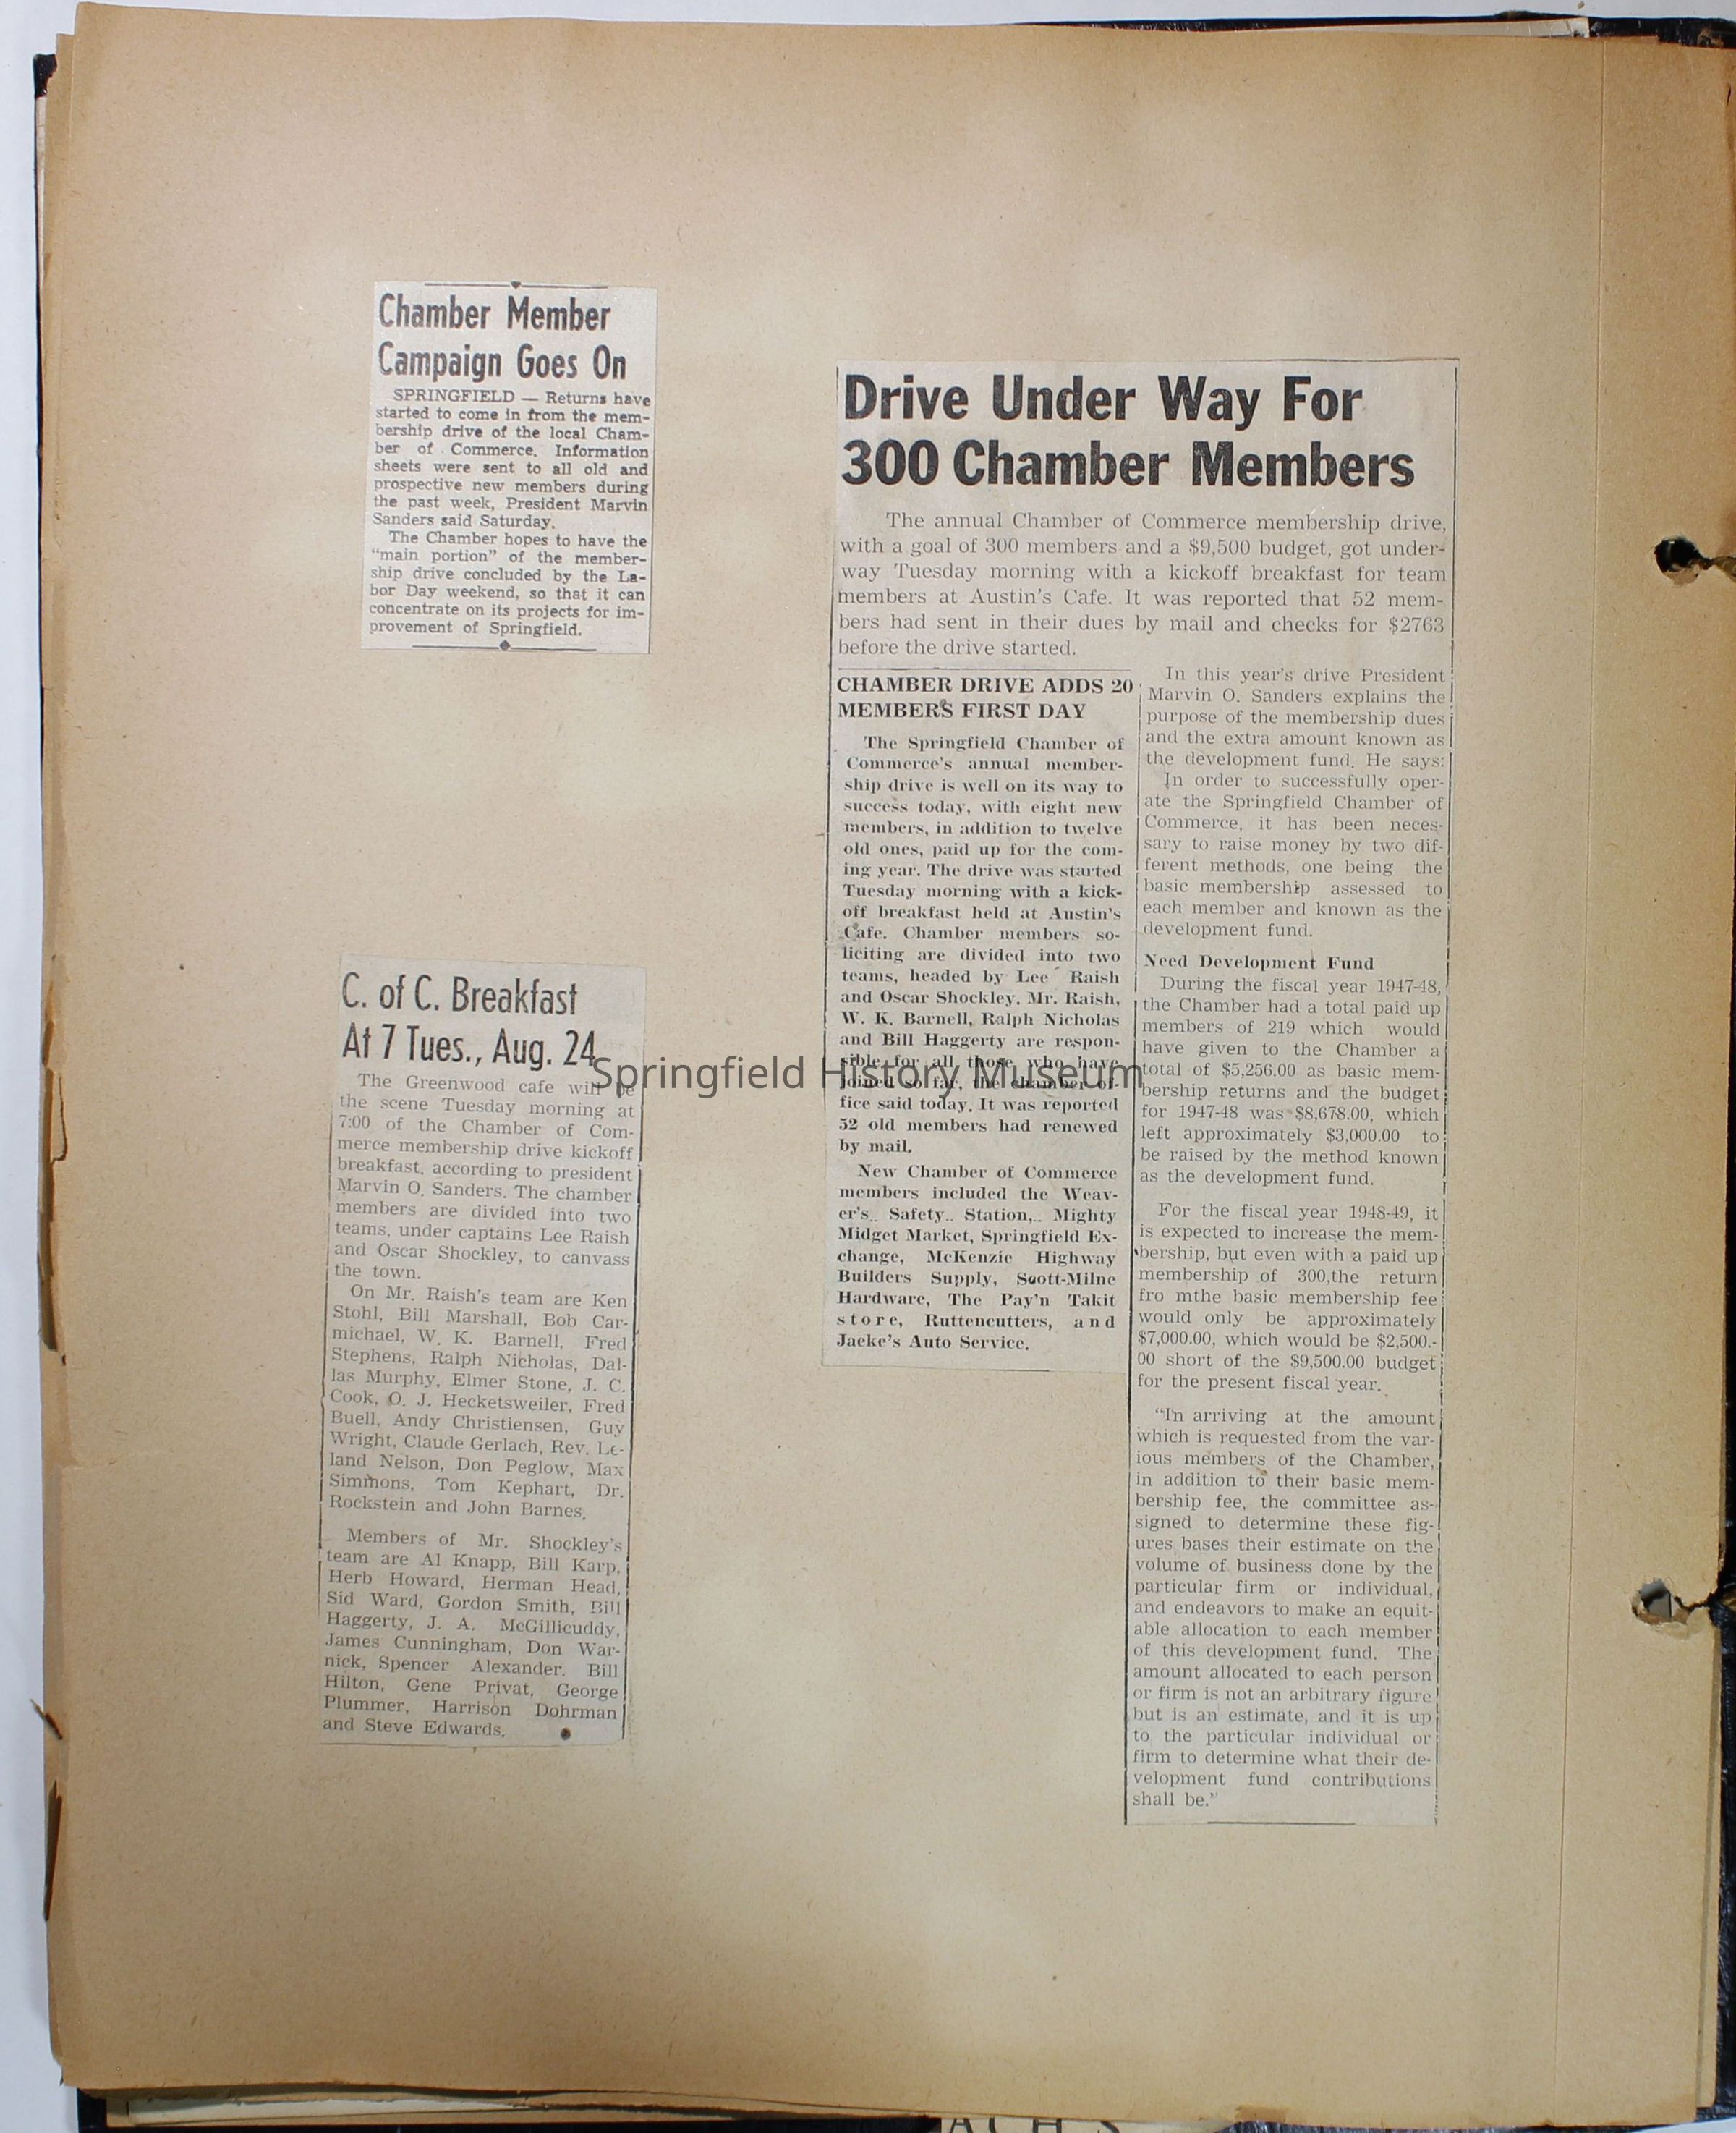 Chamber Member
Campaign Goes On
SPRINGFIELD — Returns have
started to come in from the mem-
bership drive of the local Cham-
ber of Commerce. Information
sheets were sent to all old and
prospective new members during
the past week, President Marvin
Sanders said Saturday.
The Chamber hopes to have the
"main portion" of the member-
ship drive concluded by the La-
bor Day weekend, so that it can
concentrate on its projects for im-
provement of Springfield.
C. of C. Breakfast
At 7 Tues., Aug. 24
The Greenwood cafe will be
the scene Tuesday morning at
7:00 of the Chamber of Com-
merce membership drive kickoff
breakfast, according to president
Marvin O. Sanders. The chamber
members are divided into two
teams, under captains Lee Raish
and Oscar Shockley, to canvass
the town.
On Mr. Raish's team are Ken
Stohl, Bill Marshall, Bob Car-
michael, W. K. Barnell, Fred
Stephens, Ralph Nicholas, Dal-
las Murphy, Elmer Stone, J. C.
Cook, O. J. Hecketsweiler, Fred
Buell, Andy Christiensen, Guy
Wright, Claude Gerlach, Rev. Le-
land Nelson, Don Peglow, Max
Simmons, Tom Kephart, Dr.
Rockstein and John Barnes.
Members of Mr. Shockley's
team are Al Knapp, Bill Karp,
Herb Howard, Herman Head,
Sid Ward, Gordon Smith, Bill
Haggerty, J. A. McGillicuddy,
James Cunningham, Don War-
nick, Spencer Alexander, Bill
Hilton, Gene Privat, George
Plummer, Harrison Dohrman
and Steve Edwards.
Drive Under Way For
300 Chamber Members
The annual Chamber of Commerce membership drive,
with a goal of 300 members and a $9,500 budget, got under-
way Tuesday morning with a kickoff breakfast for team
members at Austin's Cafe. It was reported that 52 mem-
bers had sent in their dues by mail and checks for $2763
before the drive started.
CHAMBER DRIVE ADDS 20
MEMBERS FIRST DAY
The Springfield Chamber of
Commerce's annual member-
ship drive is well on its way to
success today, with eight new
members, in addition to twelve
old ones, paid up for the com-
ing year. The drive was started
Tuesday morning with a kick-
off breakfast held at Austin's
Cafe. Chamber members so-
liciting are divided into two
teams, headed by Lee Raish
and Oscar Shockley. Mr. Raish,
W. K. Barnell, Ralph Nicholas
and Bill Haggerty are respon-
sible for all those who have
joined so far, the chamber of-
fice said today. It was reported
52 old members had renewed
by mail.
New Chamber of Commerce
members included the Weav-
er's.. Safety.. Station,.. Mighty
Midget Market, Springfield Ex-
change, McKenzie Highway
Builders Supply, Scott-Milne
Hardware, The Pay'n Takit
store, Ruttencutters, and
Jaeke's Auto Service.
In this year's drive President
Marvin O. Sanders explains the
purpose of the membership dues
and the extra amount known as
the development fund. He says:
In order to successfully oper-
ate the Springfield Chamber of
Commerce, it has been neces-
sary to raise money by two dif-
ferent methods, one being the
basic membership assessed to
each member and known as the
development fund.
Need Development Fund
During the fiscal year 1947-48,
the Chamber had a total paid up
members of 219 which would
have given to the Chamber a
total of $5,256.00 as basic mem-
bership returns and the budget
for 1947-48 was $8,678.00, which
left approximately $3,000.00 to
be raised by the method known
as the development fund.
For the fiscal year 1948-49, it
is expected to increase the mem-
bership, but even with a paid up
membership of 300,the return
fro mthe basic membership fee
would only be approximately
$7,000.00, which would be $2,500.-
00 short of the $9,500.00 budget
for the present fiscal year.
"In arriving at the amount
which is requested from the var-
ious members of the Chamber,
in addition to their basic mem-
bership fee, the committee as-
signed to determine these fig-
ures bases their estimate on the
volume of business done by the
particular firm or individual,
and endeavors to make an equit-
able allocation to each member
of this development fund. The
amount allocated to each person
or firm is not an arbitrary figure
but is an estimate, and it is up
to the particular individual or
firm to determine what their de-
velopment fund contributions
shall be."
Springfield History Museum